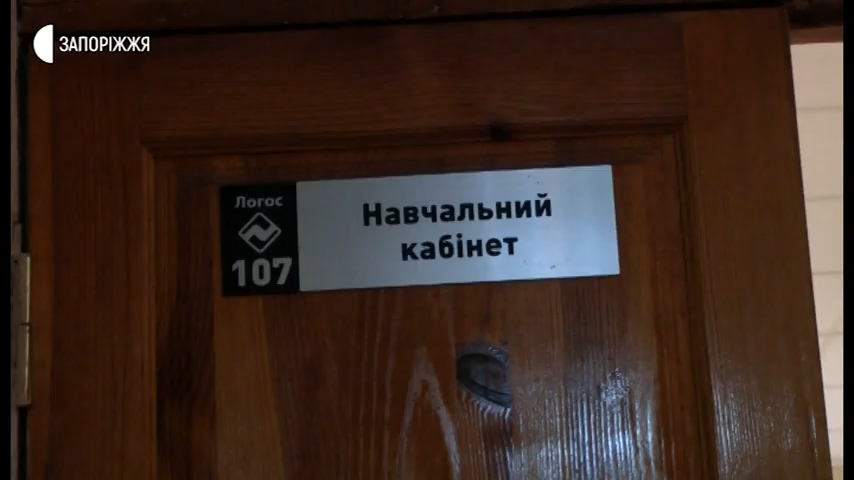 ЗАПОРІЖЖЯ
Логос
107
Навчальний
кабінет